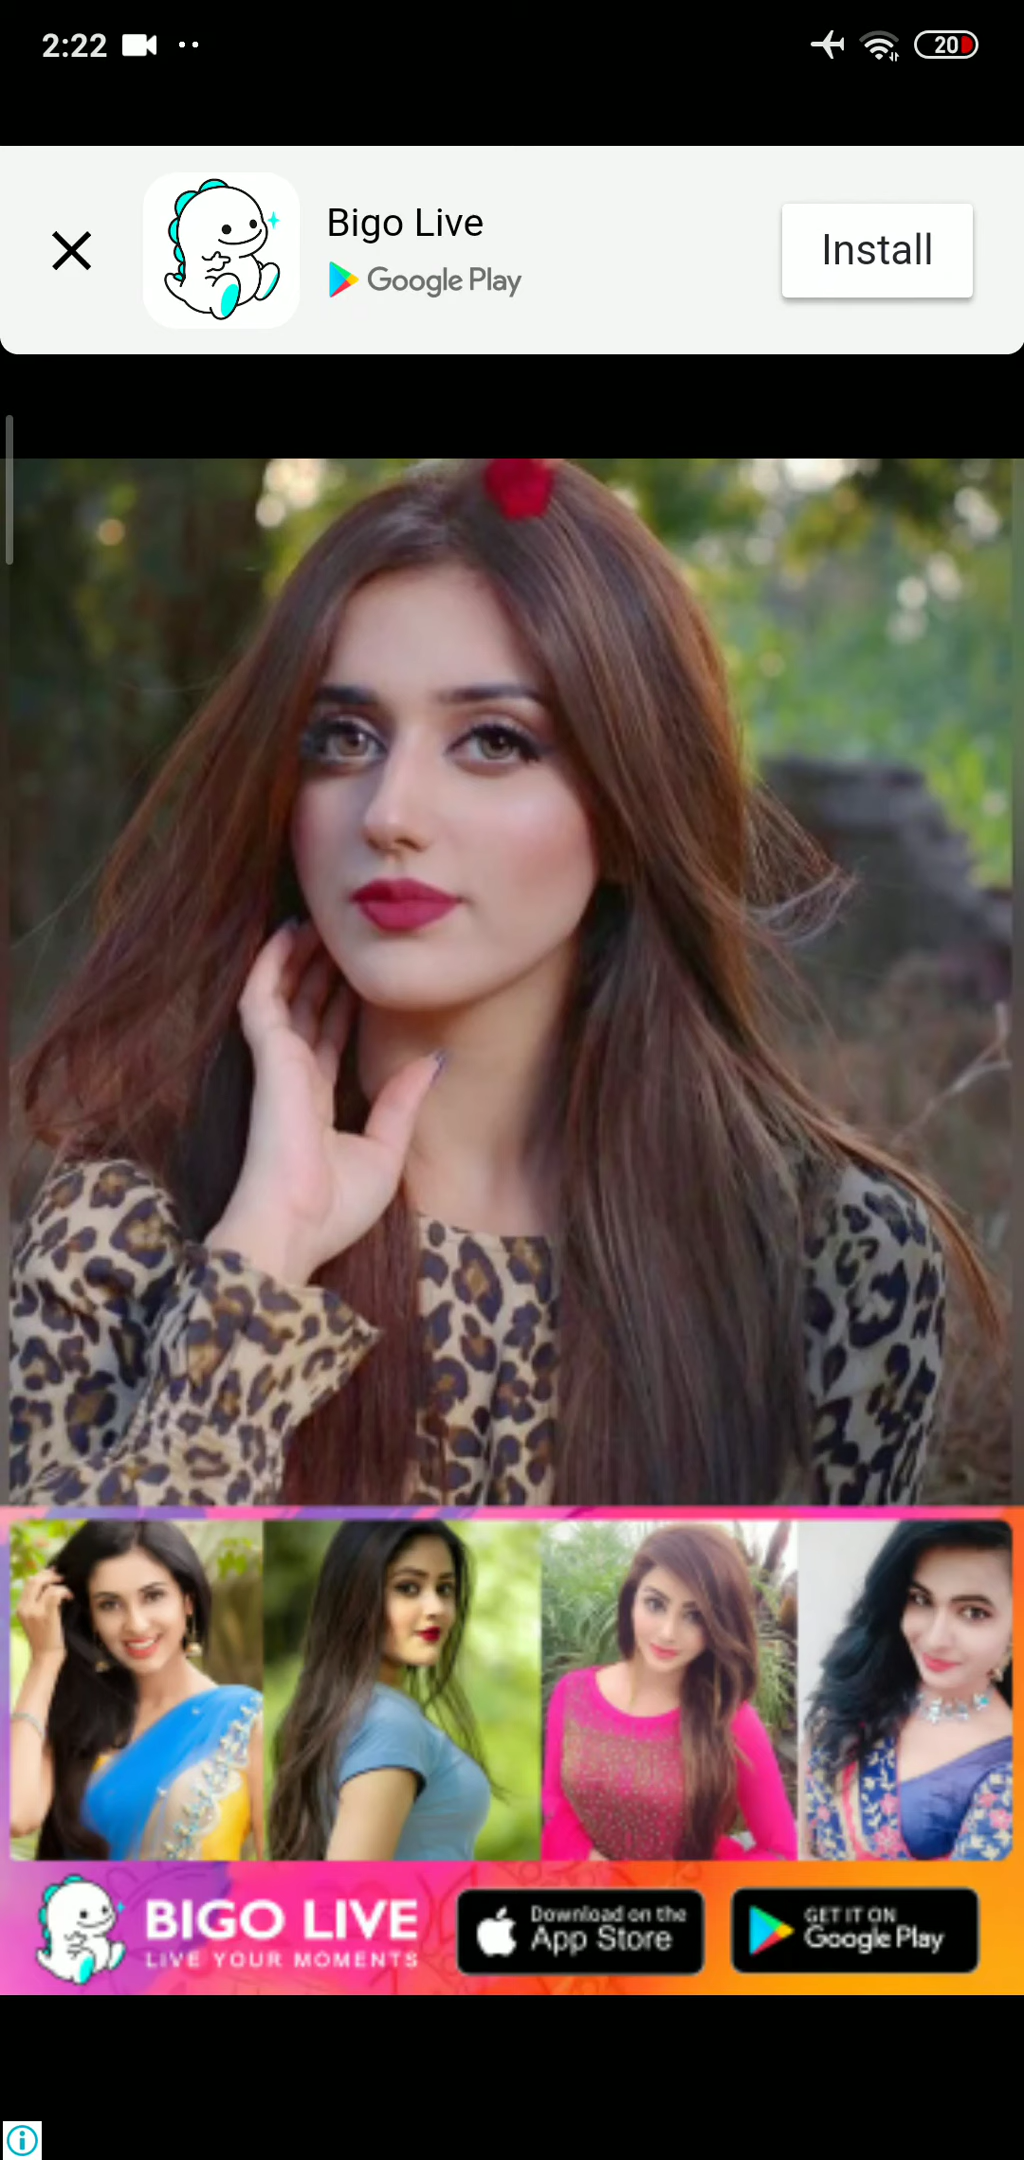 2:22
20
Bigo Live
Google Play
Install
BIGO LIVE
LIVE YOUR MOMENTS
Download on the
App Store
GET IT ON
Google Play